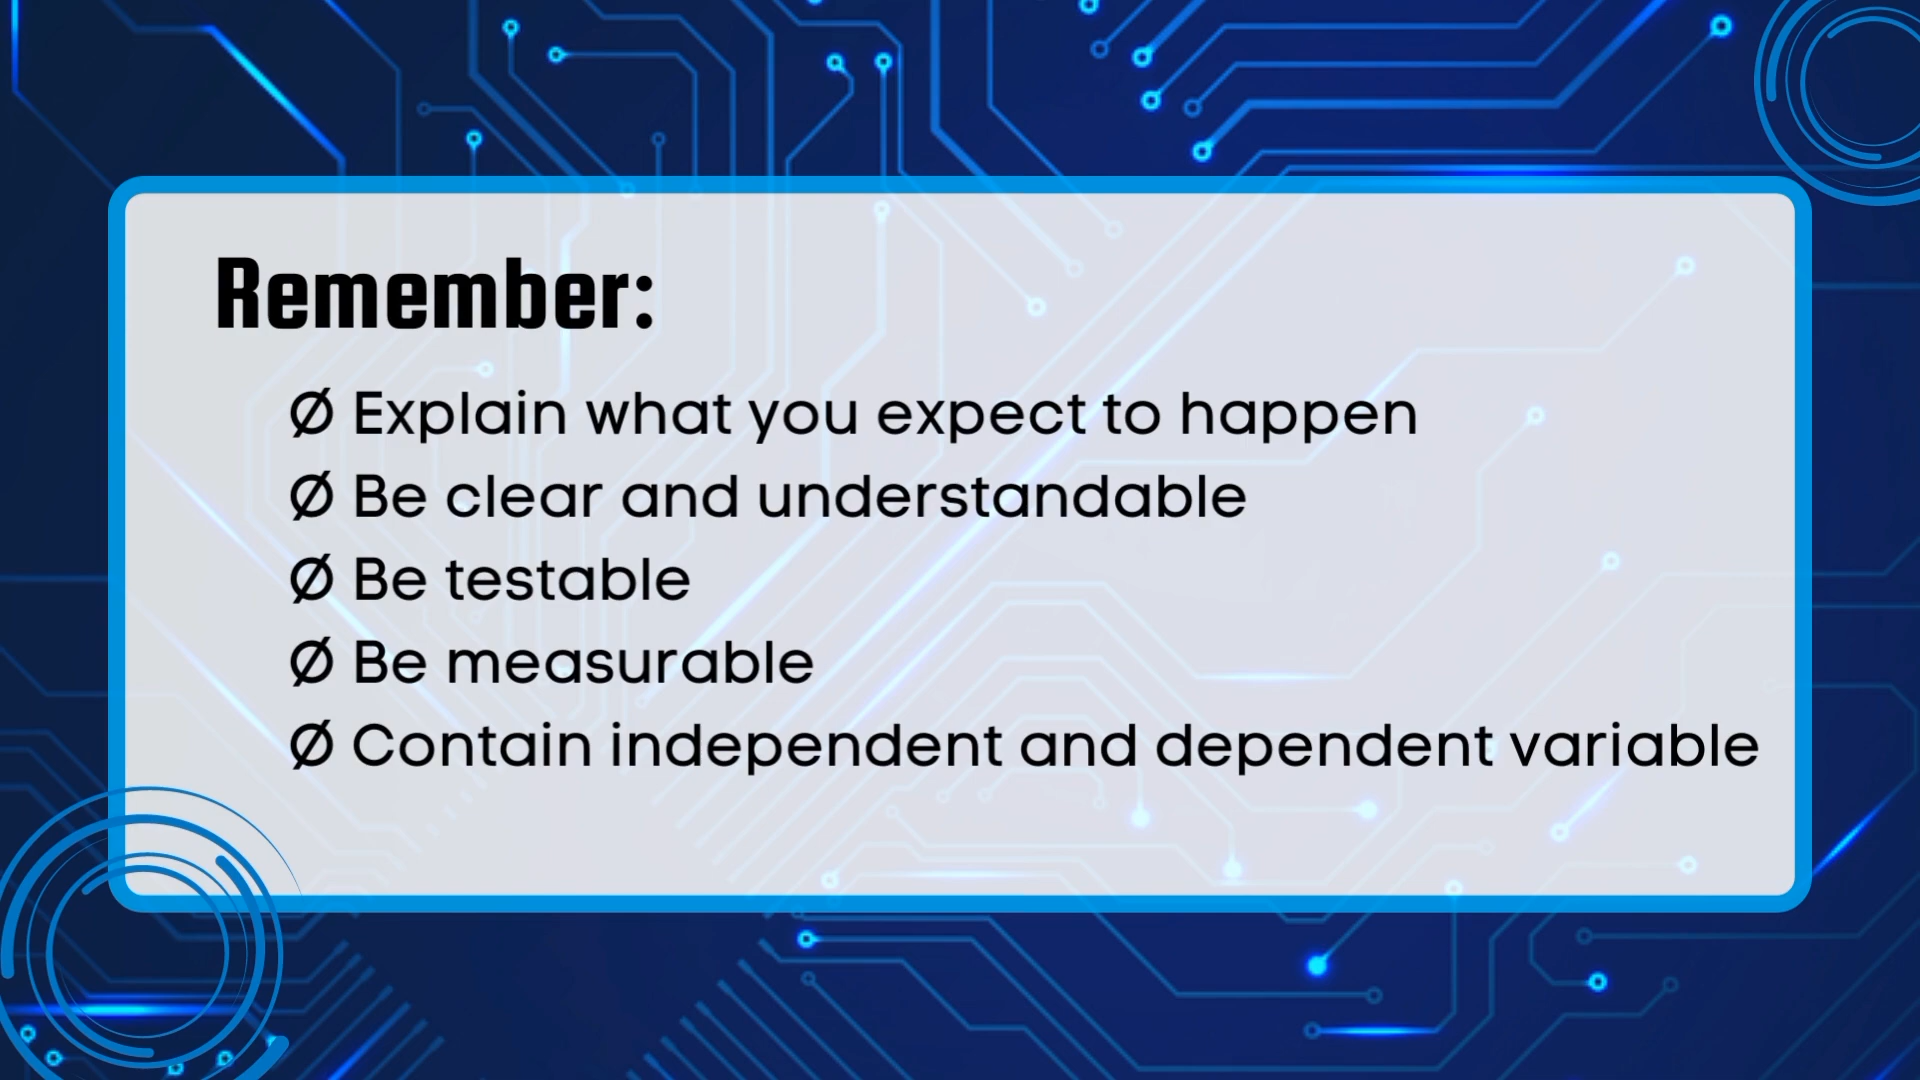 Remember:
Ø Explain what you expect to happen
Ø Be clear and understandable
Ø Be testable
Ø Be measurable
Ø Contain independent and dependent variable